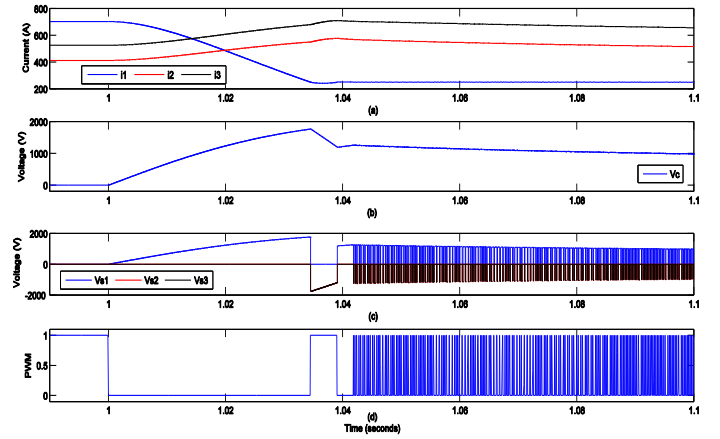 800
600
400
200
Current (A)
i1 i2 i3
1 1.02 1.04 1.06 1.08 1.1
(a)
2000
1000
0
Voltage (V)
Vc
1 1.02 1.04 1.06 1.08 1.1
(b)
2000
0
-2000
Voltage (V)
Vs1 Vs2 Vs3
1 1.02 1.04 1.06 1.08 1.1
(c)
1
0.5
0
PWM
1 1.02 1.04 1.06 1.08 1.1
(d)
Time (seconds)